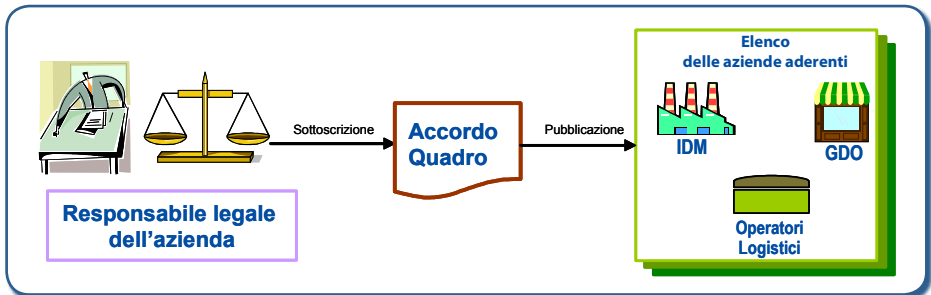 Elenco
delle aziende aderenti
Sottoscrizione
Accordo
Quadro
Pubblicazione
IDM
GDO
Responsabile legale
dell'azienda
Operatori
Logistici